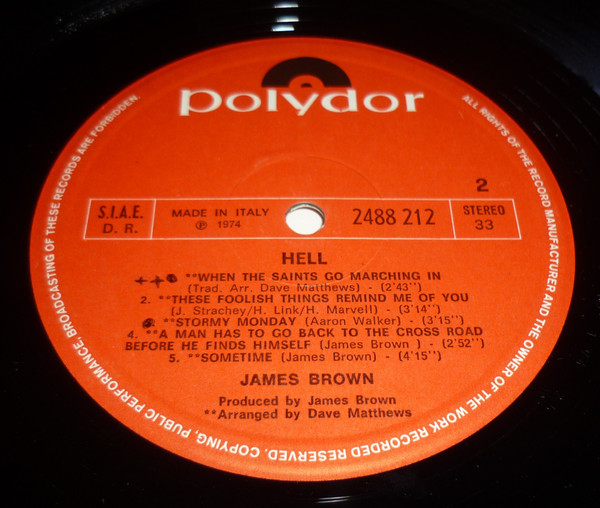 polydor
2
S.I.A.E.
D. R.
MADE IN ITALY
℗ 1974
2488 212
STEREO
33
HELL
**WHEN THE SAINTS GO MARCHING IN
(Trad. Arr. Dave Matthews) - (2'43'')
2. **THESE FOOLISH THINGS REMIND ME OF YOU
(J. Strachey/H. Link/H. Marvell) - (3'14'')
**STORMY MONDAY (Aaron Walker) - (3'15'')
4. **A MAN HAS TO GO BACK TO THE CROSS ROAD
BEFORE HE FINDS HIMSELF (James Brown ) - (2'52'')
5. **SOMETIME (James Brown) - (4'15'')
JAMES BROWN
Produced by James Brown
**Arranged by Dave Matthews
ALL RIGHTS OF THE RECORD MANUFACTURER AND THE OWNER OF THE WORK RECORDED RESERVED. COPYING, PUBLIC PERFORMANCE, BROADCASTING OF THESE RECORDS ARE FORBIDDEN.